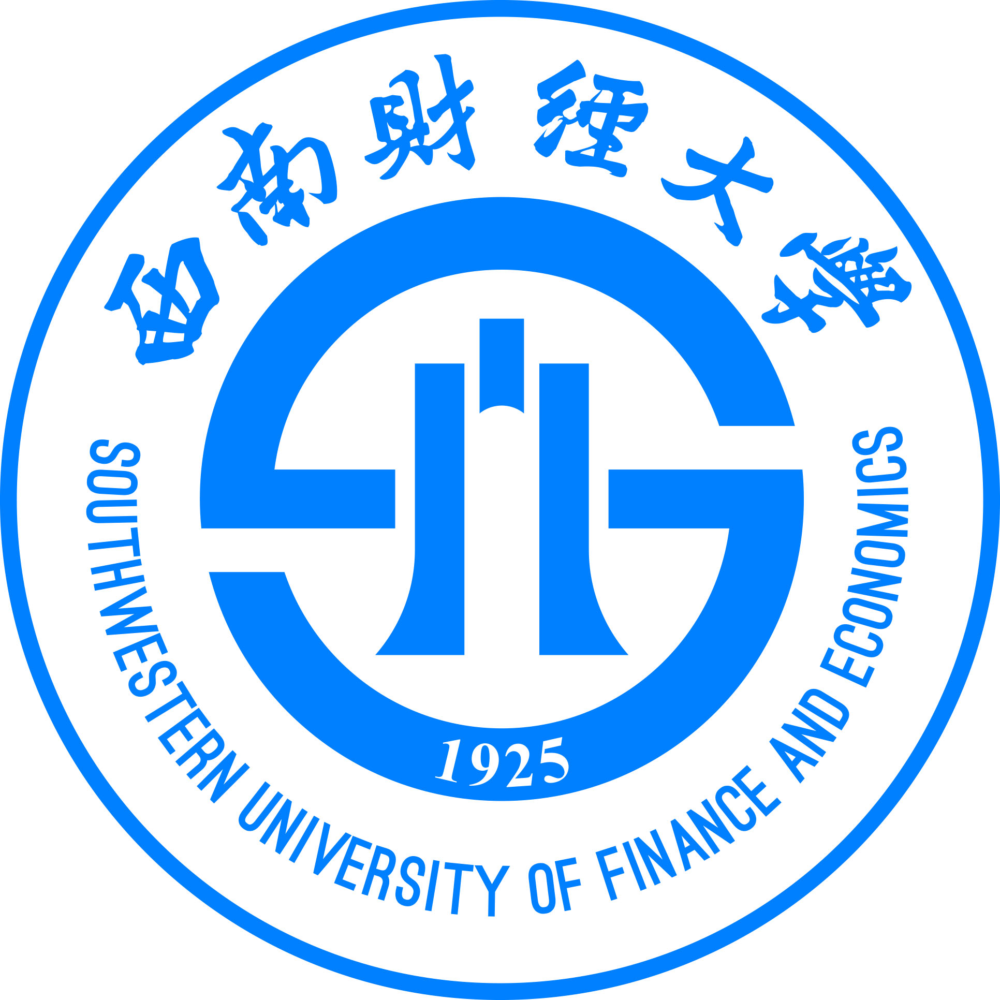 西南财经大学
1925
SOUTHWESTERN UNIVERSITY OF FINANCE AND ECONOMICS